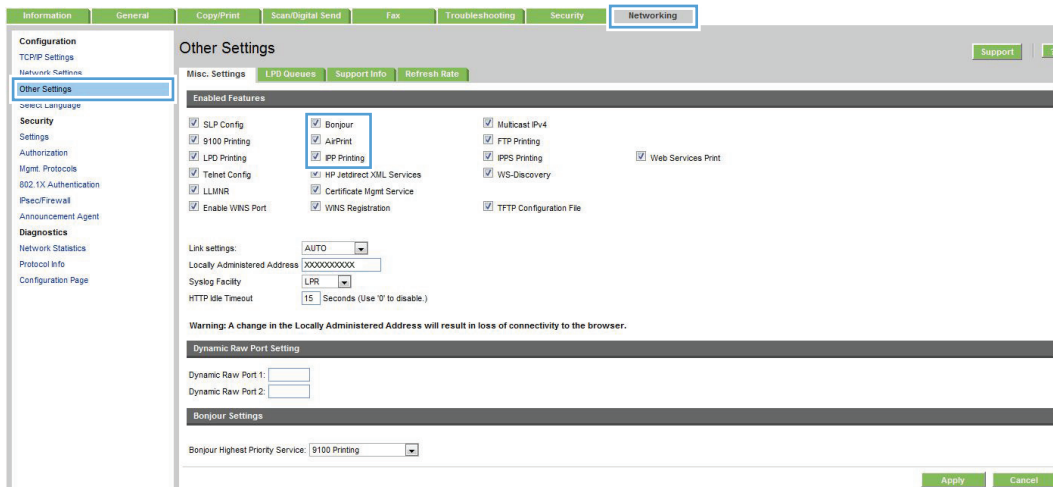 Information General Copy/Print Scan/Digital Send Fax Troubleshooting Security Networking
Configuration
TCP/IP Settings
Network Settings
Other Settings
Select Language
Security
Settings
Authorization
Mgmt. Protocols
802.1X Authentication
IPsec/Firewall
Announcement Agent
Diagnostics
Network Statistics
Protocol Info
Configuration Page
Other Settings
Support
Misc. Settings LPD Queues Support Info Refresh Rate
Enabled Features
SLP Config Bonjour Multicast IPv4
9100 Printing AirPrint FTP Printing
LPD Printing IPP Printing IPPS Printing Web Services Print
Telnet Config HP Jetdirect XML Services WS-Discovery
LLMNR Certificate Mgmt Service
Enable WINS Port WINS Registration TFTP Configuration File
Link settings: AUTO
Locally Administered Address XXXXXXXXXX
Syslog Facility LPR
HTTP Idle Timeout 15 Seconds (Use '0' to disable.)
Warning: A change in the Locally Administered Address will result in loss of connectivity to the browser.
Dynamic Raw Port Setting
Dynamic Raw Port 1:
Dynamic Raw Port 2:
Bonjour Settings
Bonjour Highest Priority Service: 9100 Printing
Apply Cancel